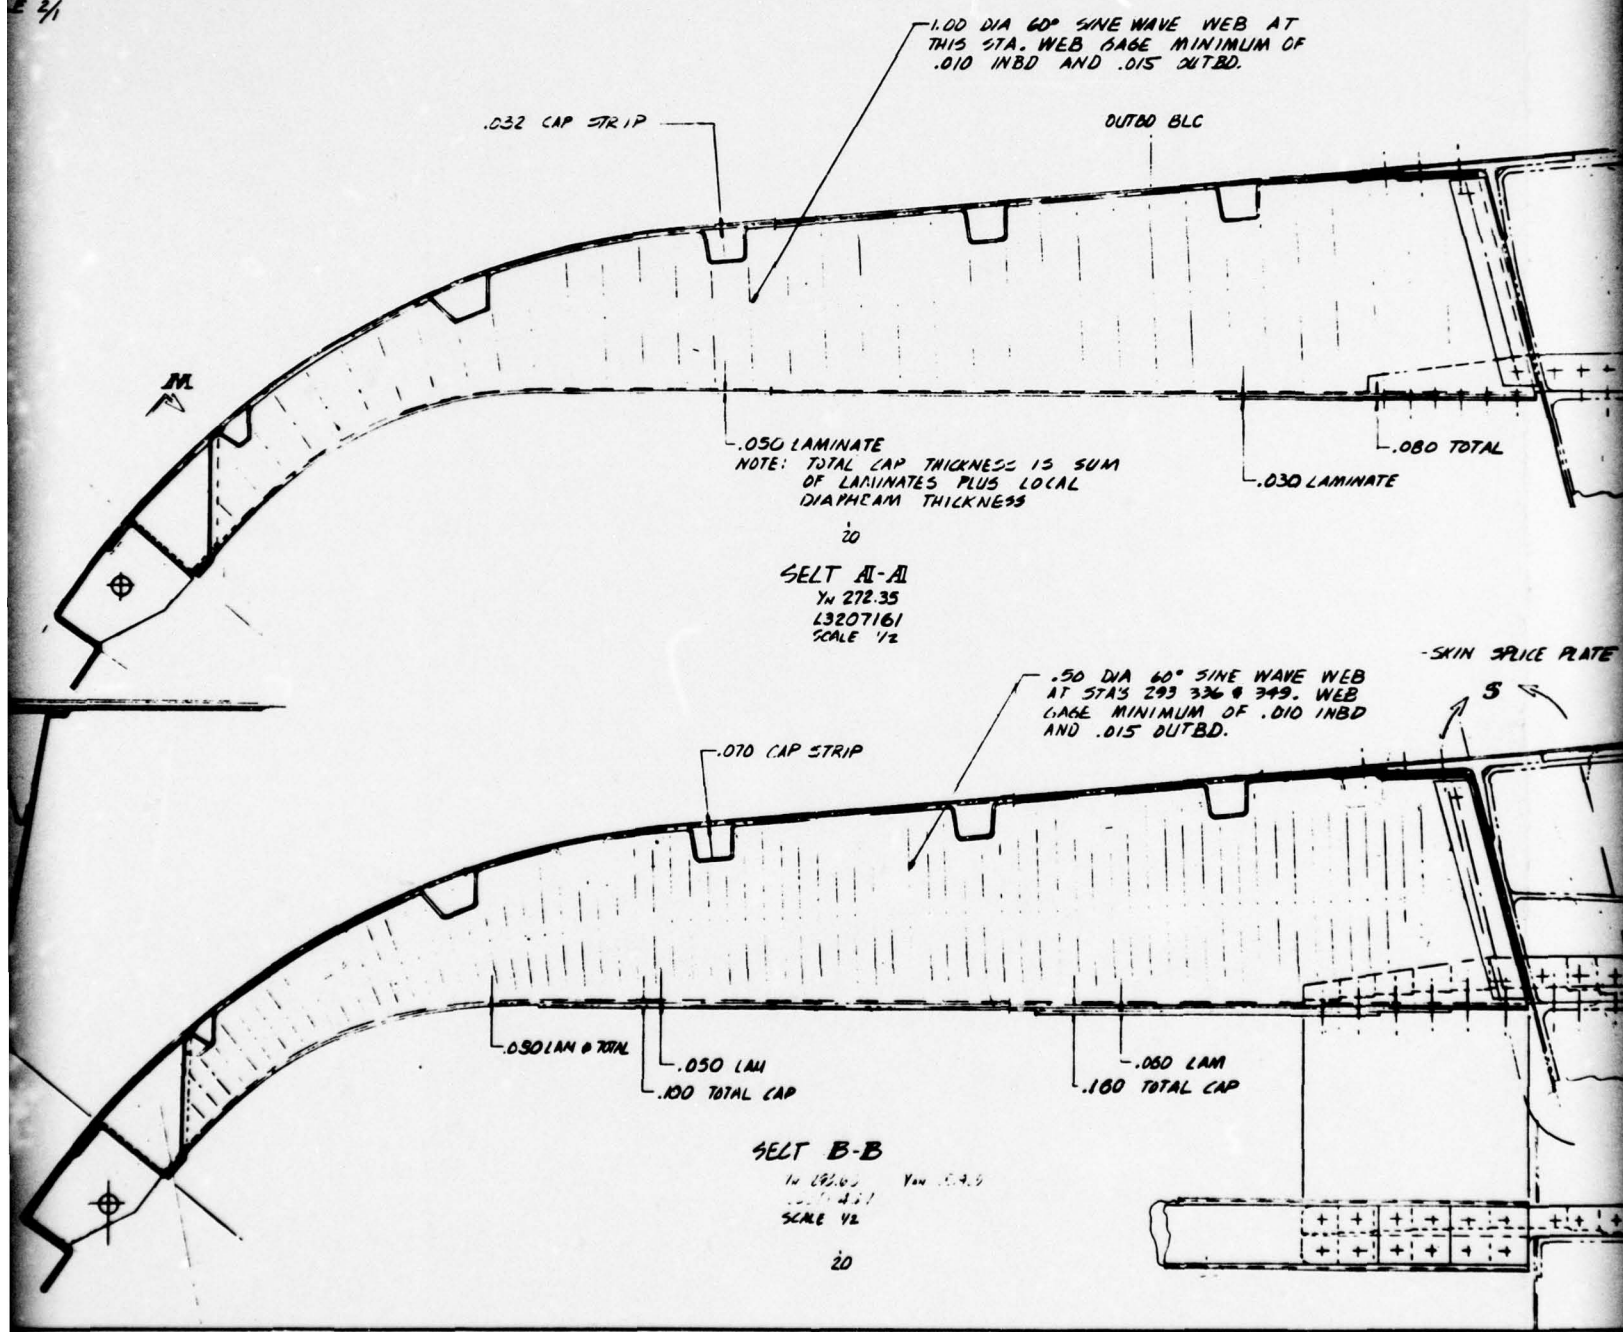 E 2/1
1.00 DIA 60° SINE WAVE WEB AT
THIS STA. WEB GAGE MINIMUM OF
.010 INBD AND .015 OUTBD.
.032 CAP STRIP
OUTBD BLC
M
.050 LAMINATE
NOTE: TOTAL CAP THICKNESS IS SUM
OF LAMINATES PLUS LOCAL
DIAPHRAM THICKNESS
.080 TOTAL
.030 LAMINATE
20
SECT A-A
YW 272.35
L3207161
SCALE 1/2
-SKIN SPLICE PLATE
S
.50 DIA 60° SINE WAVE WEB
AT STA'S 293 336 & 349. WEB
GAGE MINIMUM OF .010 INBD
AND .015 OUTBD.
.070 CAP STRIP
LAM & TOTAL
.050 LAM
.100 TOTAL CAP
.060 LAM
.160 TOTAL CAP
SECT B-B
SCALE 1/2
20